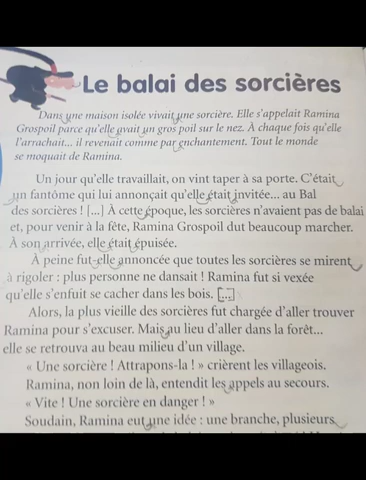 Le balai des sorcières
Dans une maison isolée vivait une sorcière. Elle s'appelait Ramina
Grospoil parce qu'elle avait un gros poil sur le nez. À chaque fois qu'elle
l'arrachait... il revenait comme par enchantement. Tout le monde
se moquait de Ramina.
Un jour qu'elle travaillait, on vint taper à sa porte. C'était
un fantôme qui lui annonçait qu'elle était invitée... au Bal
des sorcières ! [...] À cette époque, les sorcières n'avaient pas de balai
et, pour venir à la fête, Ramina Grospoil dut beaucoup marcher.
À son arrivée, elle était épuisée.
À peine fut-elle annoncée que toutes les sorcières se mirent
à rigoler : plus personne ne dansait ! Ramina fut si vexée
qu'elle s'enfuit se cacher dans les bois. [...]
Alors, la plus vieille des sorcières fut chargée d'aller trouver
Ramina pour s'excuser. Mais au lieu d'aller dans la forêt...
elle se retrouva au beau milieu d'un village.
« Une sorcière ! Attrapons-la ! » crièrent les villageois.
Ramina, non loin de là, entendit les appels au secours.
« Vite ! Une sorcière en danger ! »
Soudain, Ramina eut une idée : une branche, plusieurs